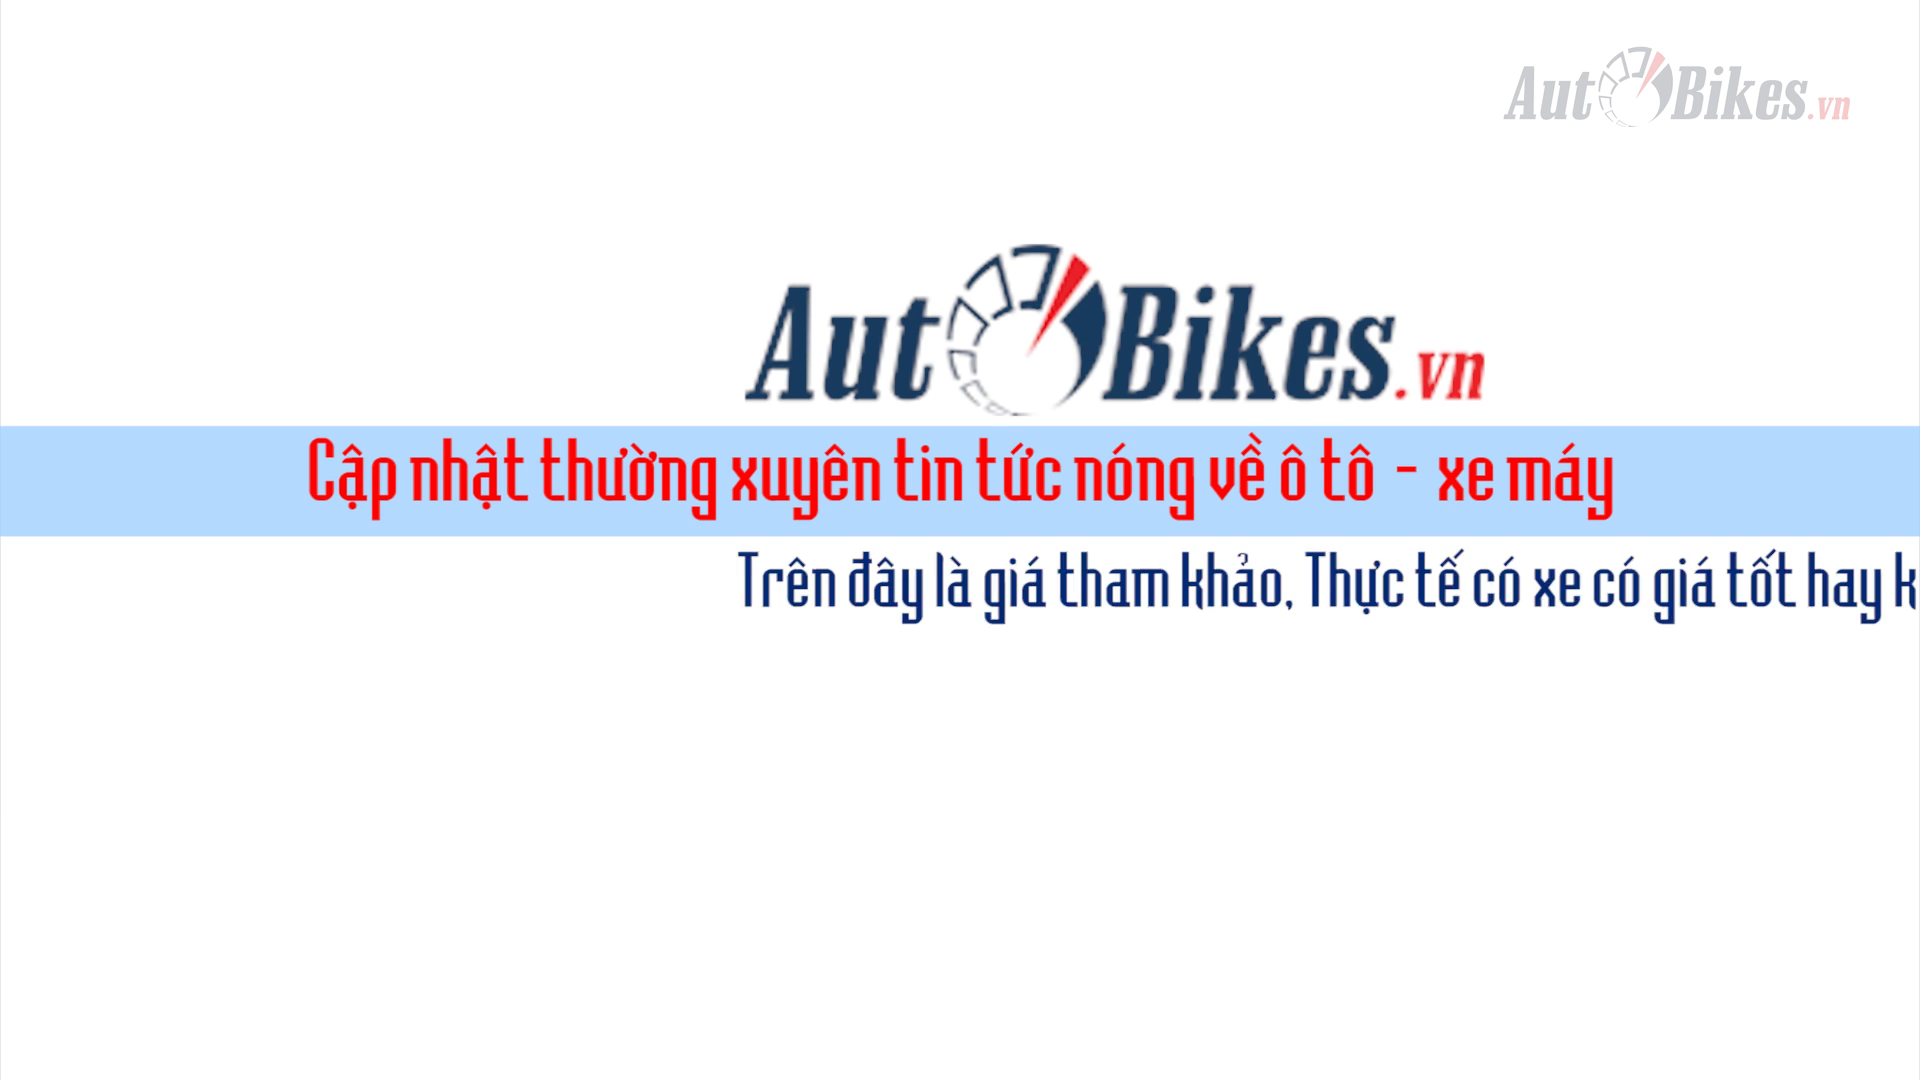 AutoBikes.vn
AutoBikes.vn
Cập nhật thường xuyên tin tức nóng về ô tô - xe máy
Trên đây là giá tham khảo, Thực tế có xe có giá tốt hay